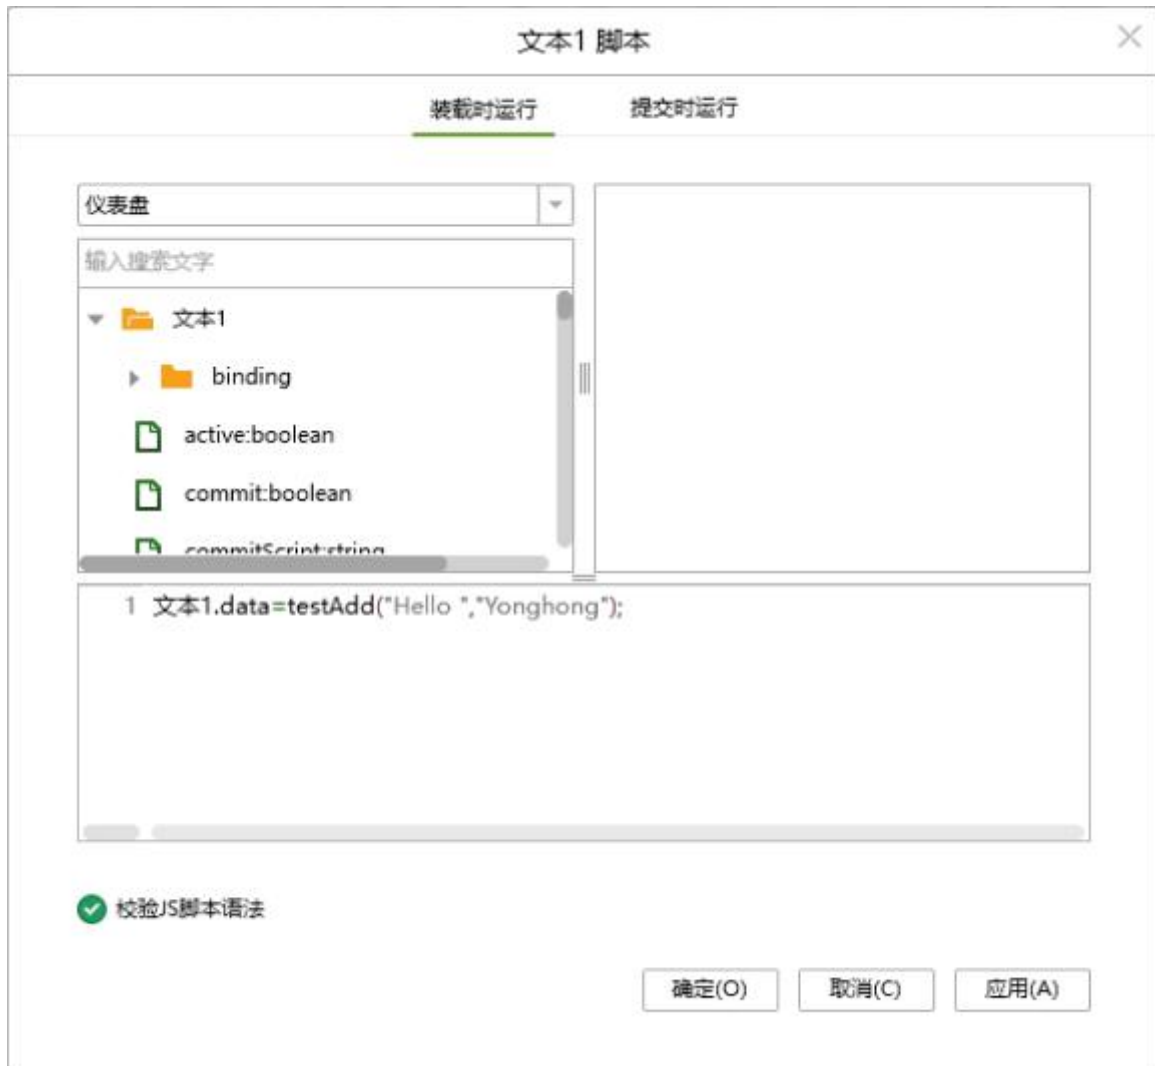 文本1 脚本
装载时运行 提交时运行
仪表盘
输入搜索文字
文本1
binding
active:boolean
commit:boolean
commitScript:string
1 文本1.data=testAdd("Hello ","Yonghong");
校验JS脚本语法
确定(O) 取消(C) 应用(A)